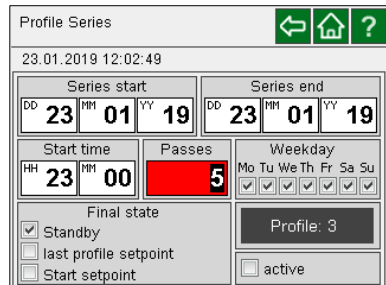 Profile Series
?
23.01.2019 12:02:49
Series start
Series end
DD 23 MM 01 YY 19
DD 23 MM 01 YY 19
Start time
Passes
Weekday
HH 23 MM 00
5
Mo Tu We Th Fr Sa Su
Final state
Standby
last profile setpoint
Start setpoint
Profile: 3
active